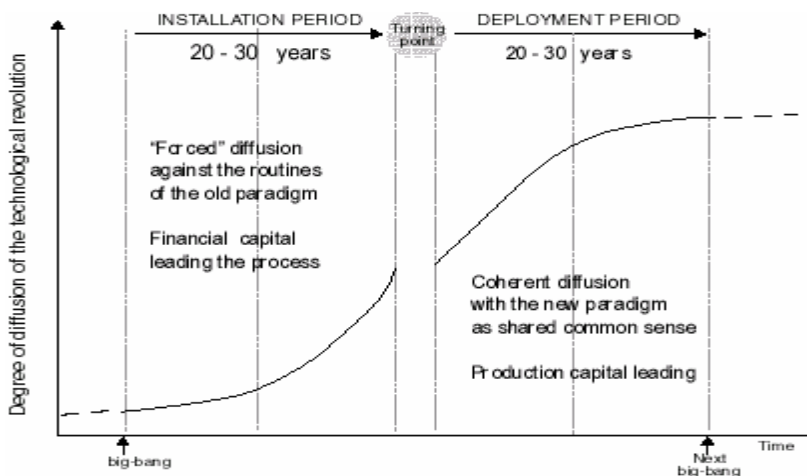 INSTALLATION PERIOD
20 - 30 years
Turning
point
DEPLOYMENT PERIOD
20 - 30 years
Degree of diffusion of the technological revolution
"Forced" diffusion
against the routines
of the old paradigm
Financial capital
leading the process
Coherent diffusion
with the new paradigm
as shared common sense
Production capital leading
big-bang
Next
big-bang
Time